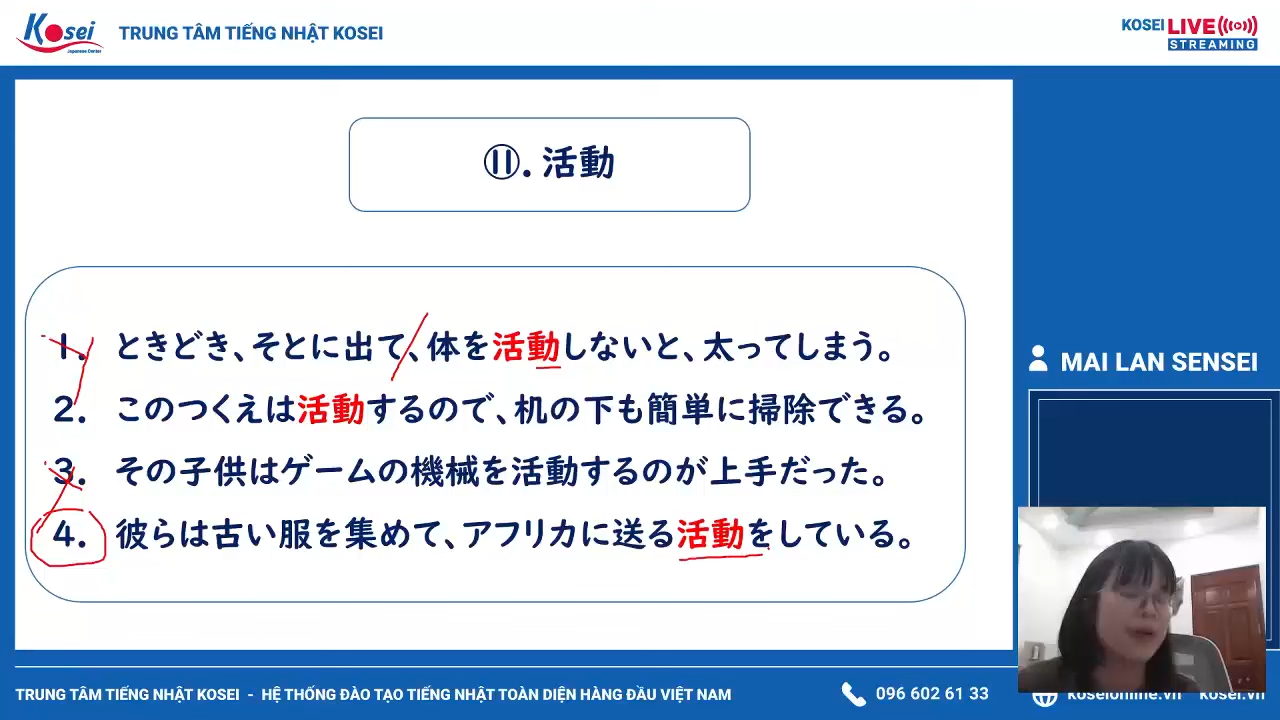 Kosei
Japanese Center
TRUNG TÂM TIẾNG NHẬT KOSEI
KOSEI LIVE
STREAMING
⑪. 活動
1. ときどき、そとに出て、体を活動しないと、太ってしまう。
2. このつくえは活動するので、机の下も簡単に掃除できる。
3. その子供はゲームの機械を活動するのが上手だった。
4. 彼らは古い服を集めて、アフリカに送る活動をしている。
MAI LAN SENSEI
TRUNG TÂM TIẾNG NHẬT KOSEI - HỆ THỐNG ĐÀO TẠO TIẾNG NHẬT TOÀN DIỆN HÀNG ĐẦU VIỆT NAM
096 602 61 33
koseionline.vn
kosei.vn